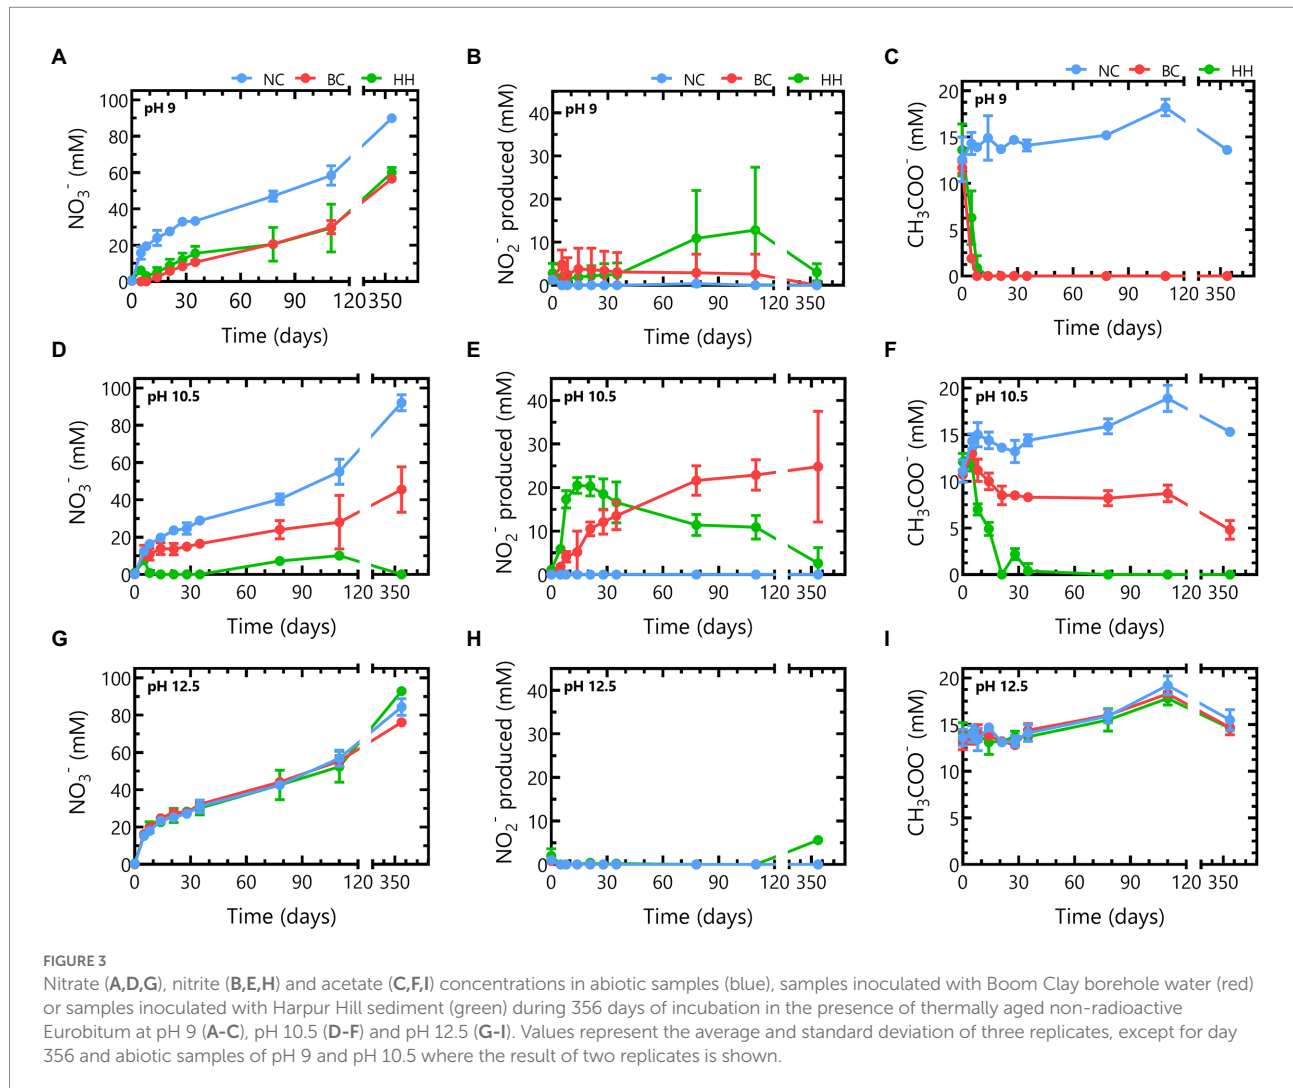 A
B
C
NC BC HH
NC BC HH
NC BC HH
pH 9
NO₃⁻ (mM)
100
80
60
40
20
0
0 30 60 90 120 350
Time (days)
pH 9
NO₂⁻ produced (mM)
40
30
20
10
0
0 30 60 90 120 350
Time (days)
pH 9
CH₃COO⁻ (mM)
20
15
10
5
0
0 30 60 90 120 350
Time (days)
D
E
F
pH 10.5
NO₃⁻ (mM)
100
80
60
40
20
0
0 30 60 90 120 350
Time (days)
pH 10.5
NO₂⁻ produced (mM)
40
30
20
10
0
0 30 60 90 120 350
Time (days)
pH 10.5
CH₃COO⁻ (mM)
20
15
10
5
0
0 30 60 90 120 350
Time (days)
G
H
I
pH 12.5
NO₃⁻ (mM)
100
80
60
40
20
0
0 30 60 90 120 350
Time (days)
pH 12.5
NO₂⁻ produced (mM)
40
30
20
10
0
0 30 60 90 120 350
Time (days)
pH 12.5
CH₃COO⁻ (mM)
20
15
10
5
0
0 30 60 90 120 350
Time (days)
FIGURE 3
Nitrate (A,D,G), nitrite (B,E,H) and acetate (C,F,I) concentrations in abiotic samples (blue), samples inoculated with Boom Clay borehole water (red)
or samples inoculated with Harpur Hill sediment (green) during 356 days of incubation in the presence of thermally aged non-radioactive
Eurobitum at pH 9 (A-C), pH 10.5 (D-F) and pH 12.5 (G-I). Values represent the average and standard deviation of three replicates, except for day
356 and abiotic samples of pH 9 and pH 10.5 where the result of two replicates is shown.